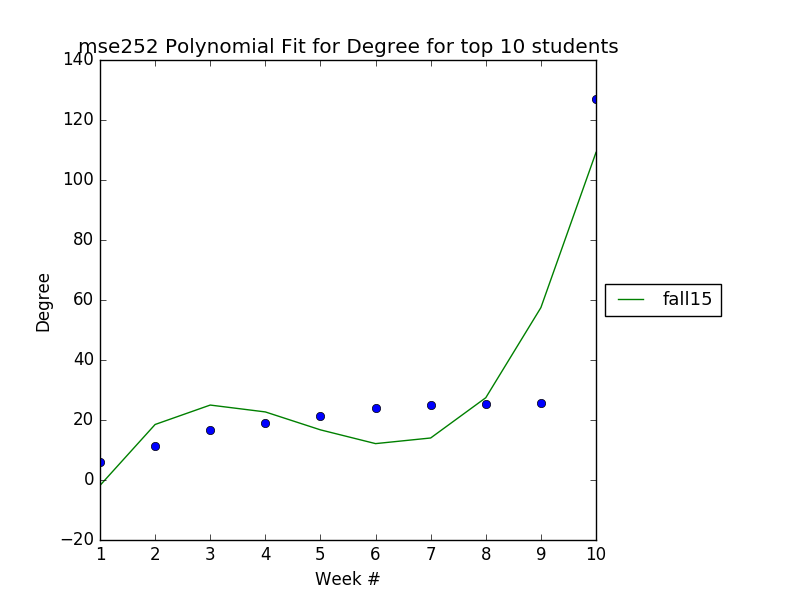 mse252 Polynomial Fit for Degree for top 10 students
140
120
100
80
60
40
20
0
−20
Degree
1 2 3 4 5 6 7 8 9 10
Week #
fall15